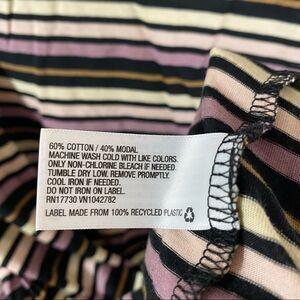 60% COTTON / 40% MODAL
MACHINE WASH COLD WITH LIKE COLORS.
ONLY NON-CHLORINE BLEACH IF NEEDED.
TUMBLE DRY LOW. REMOVE PROMPTLY.
COOL IRON IF NEEDED.
DO NOT IRON ON LABEL.
RN17730 VN1042782
LABEL MADE FROM 100% RECYCLED PLASTIC